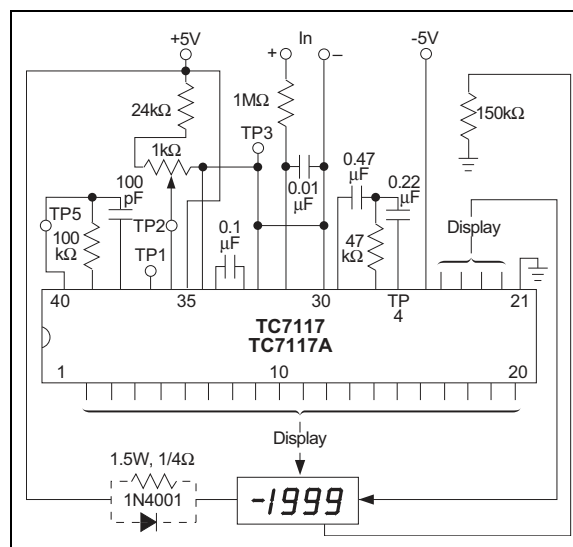 +5V
In
-5V
+
–
24kΩ
1MΩ
150kΩ
TP3
1kΩ
0.47
µF
0.22
µF
100
pF
0.01
µF
TP5
TP2
0.1
µF
Display
100
kΩ
TP1
47
kΩ
40
35
30
TP
4
21
TC7117
TC7117A
1
10
20
Display
1.5W, 1/4Ω
1N4001
-1999